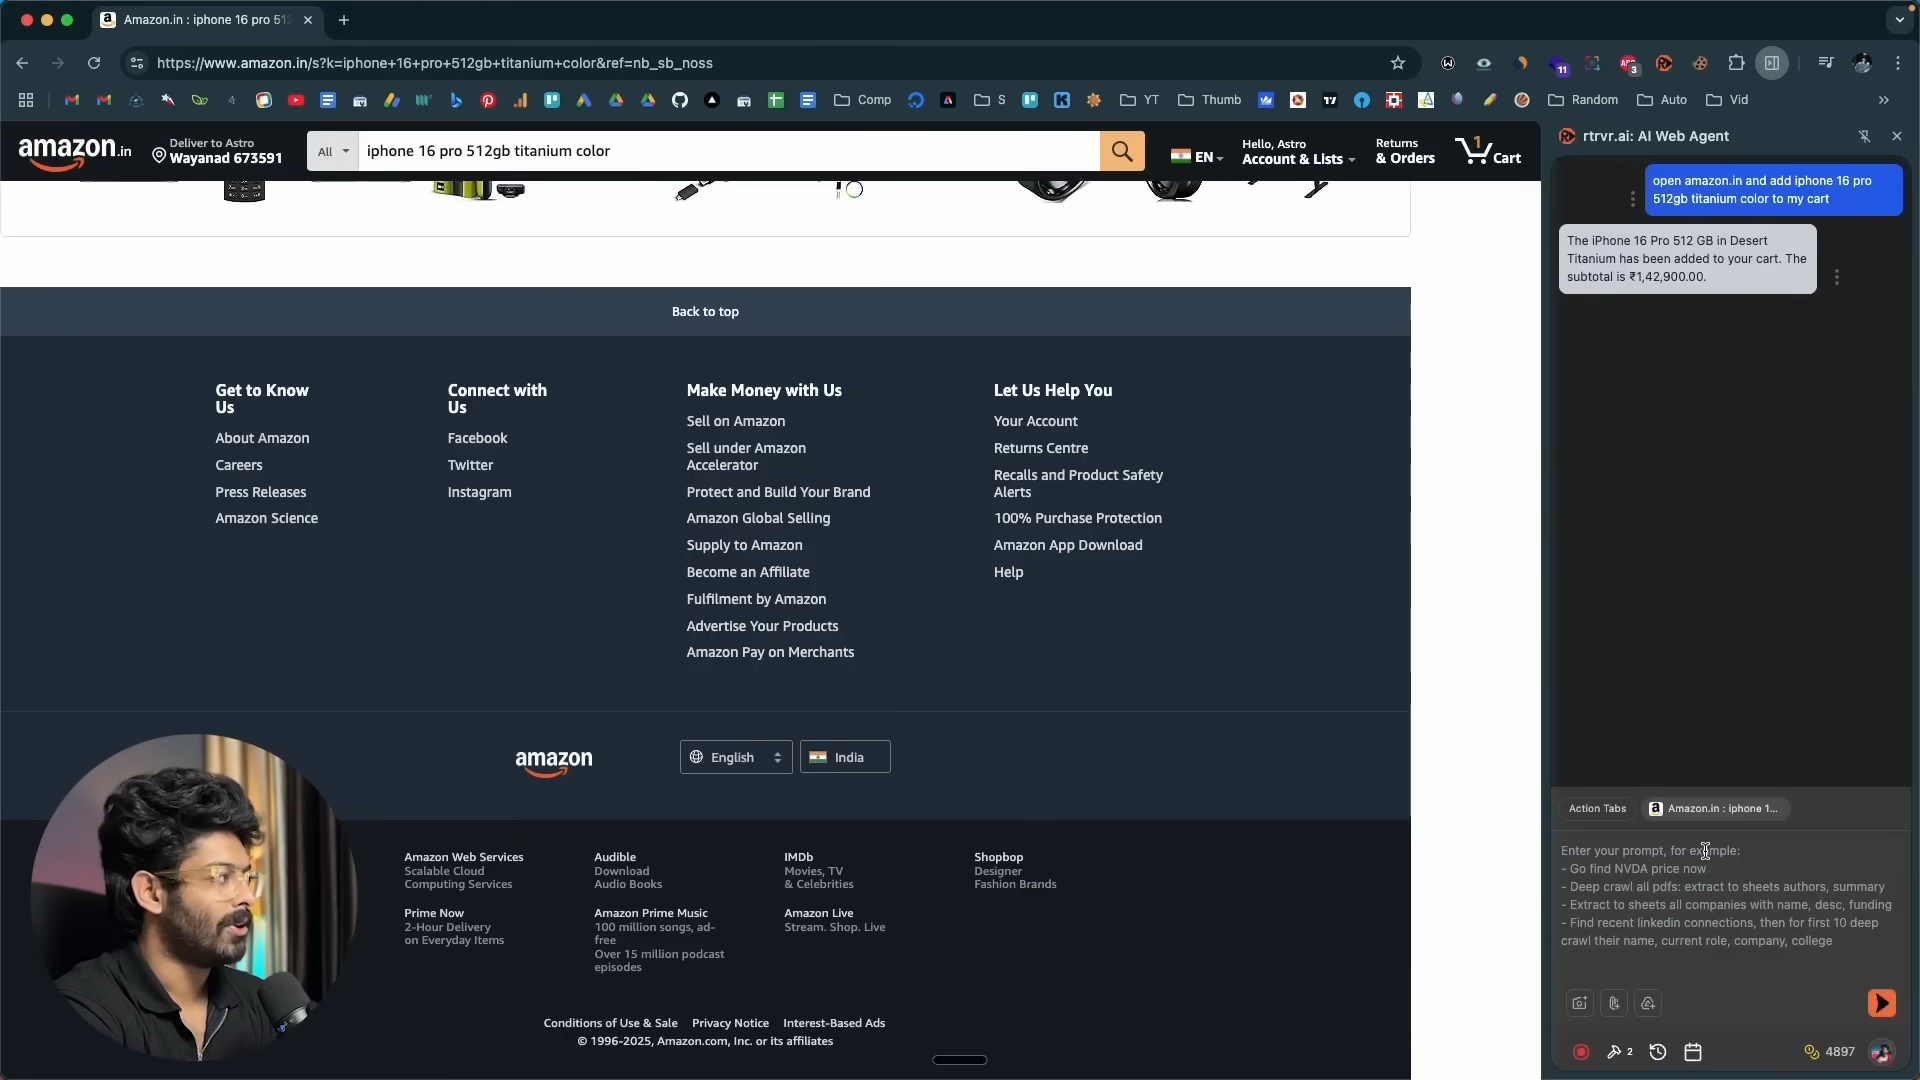 Amazon.in : iphone 16 pro 51
https://www.amazon.in/s?k=iphone+16+pro+512gb+titanium+color&ref=nb_sb_noss
11
3
Comp
S
YT
Thumb
Random
Auto
Vid
amazon.in
Deliver to Astro
Wayanad 673591
All
iphone 16 pro 512gb titanium color
EN
Hello, Astro
Account & Lists
Returns
& Orders
1
Cart
Back to top
Get to Know
Us
About Amazon
Careers
Press Releases
Amazon Science
Connect with
Us
Facebook
Twitter
Instagram
Make Money with Us
Sell on Amazon
Sell under Amazon
Accelerator
Protect and Build Your Brand
Amazon Global Selling
Supply to Amazon
Become an Affiliate
Fulfilment by Amazon
Advertise Your Products
Amazon Pay on Merchants
Let Us Help You
Your Account
Returns Centre
Recalls and Product Safety
Alerts
100% Purchase Protection
Amazon App Download
Help
amazon
English
India
Amazon Web Services
Scalable Cloud
Computing Services
Audible
Download
Audio Books
IMDb
Movies, TV
& Celebrities
Shopbop
Designer
Fashion Brands
Prime Now
2-Hour Delivery
on Everyday Items
Amazon Prime Music
100 million songs, ad-
free
Over 15 million podcast
episodes
Amazon Live
Stream. Shop. Live
Conditions of Use & Sale
Privacy Notice
Interest-Based Ads
© 1996-2025, Amazon.com, Inc. or its affiliates
rtrvr.ai: AI Web Agent
open amazon.in and add iphone 16 pro
512gb titanium color to my cart
The iPhone 16 Pro 512 GB in Desert
Titanium has been added to your cart. The
subtotal is ₹1,42,900.00.
Action Tabs
Amazon.in : iphone 1...
Enter your prompt, for example:
- Go find NVDA price now
- Deep crawl all pdfs: extract to sheets authors, summary
- Extract to sheets all companies with name, desc, funding
- Find recent linkedin connections, then for first 10 deep
crawl their name, current role, company, college
2
4897